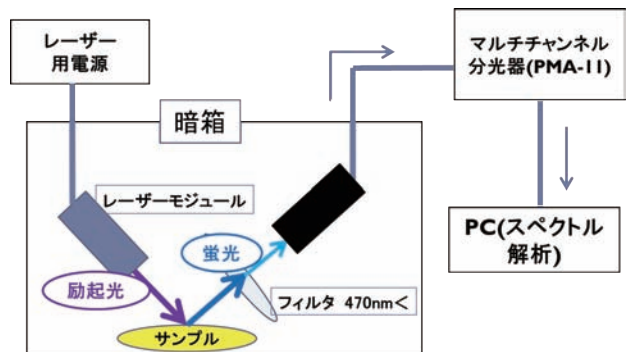 レーザー
用電源
マルチチャンネル
分光器(PMA-11)
暗箱
レーザーモジュール
蛍光
励起光
フィルタ 470nm<
サンプル
PC(スペクトル
解析)